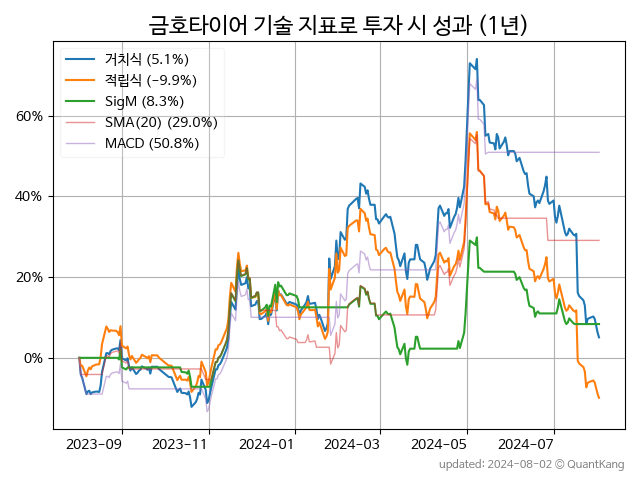 금호타이어 기술 지표로 투자 시 성과 (1년)
거치식 (5.1%)
적립식 (-9.9%)
SigM (8.3%)
SMA(20) (29.0%)
MACD (50.8%)
60%
40%
20%
0%
2023-09 2023-11 2024-01 2024-03 2024-05 2024-07
updated: 2024-08-02 © QuantKang